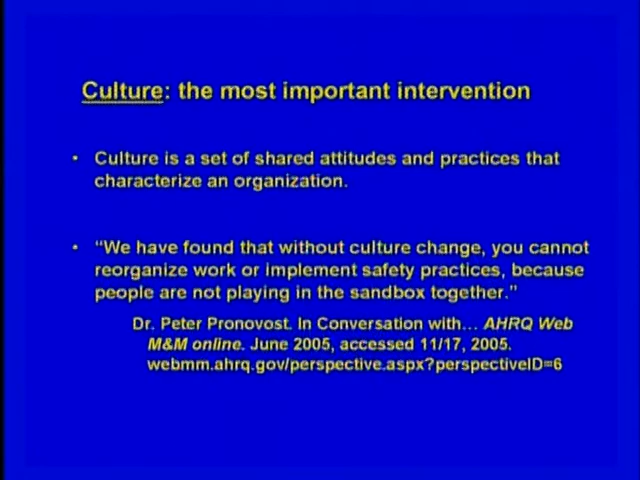 Culture: the most important intervention
• Culture is a set of shared attitudes and practices that
characterize an organization.
• “We have found that without culture change, you cannot
reorganize work or implement safety practices, because
people are not playing in the sandbox together.”
Dr. Peter Pronovost. In Conversation with… AHRQ Web
M&M online. June 2005, accessed 11/17, 2005.
webmm.ahrq.gov/perspective.aspx?perspectiveID=6